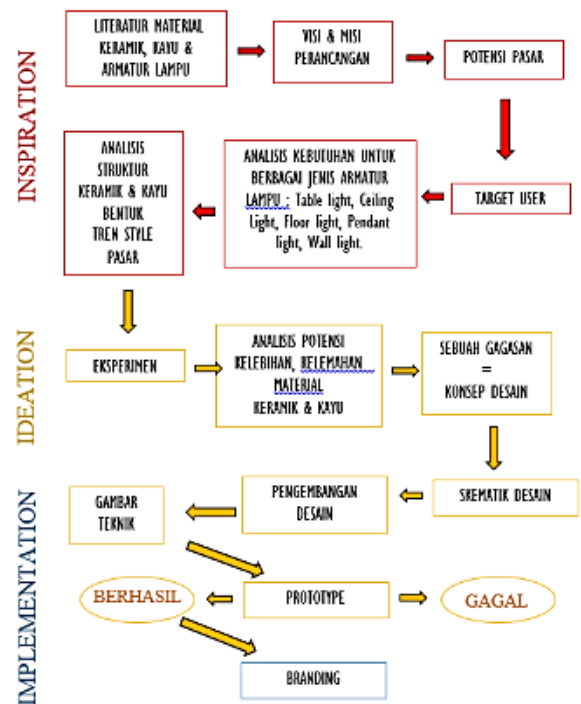 INSPIRATION
LITERATUR MATERIAL
KERAMIK, KAYU &
ARMATUR LAMPU
VISI & MISI
PERANCANGAN
POTENSI PASAR
TARGET USER
ANALISIS KEBUTUHAN UNTUK
BERBAGAI JENIS ARMATUR
LAMPU : Table light, Ceiling
Light, Floor light, Pendant
light, Wall light.
ANALISIS
STRUKTUR
KERAMIK & KAYU
BENTUK
TREN STYLE
PASAR
IDEATION
EKSPERIMEN
ANALISIS POTENSI
KELEBIHAN, KELEMAHAN
MATERIAL
KERAMIK & KAYU
SEBUAH GAGASAN
=
KONSEP DESAIN
IMPLEMENTATION
SKEMATIK DESAIN
PENGEMBANGAN
DESAIN
GAMBAR
TEKNIK
BERHASIL
PROTOTYPE
GAGAL
BRANDING